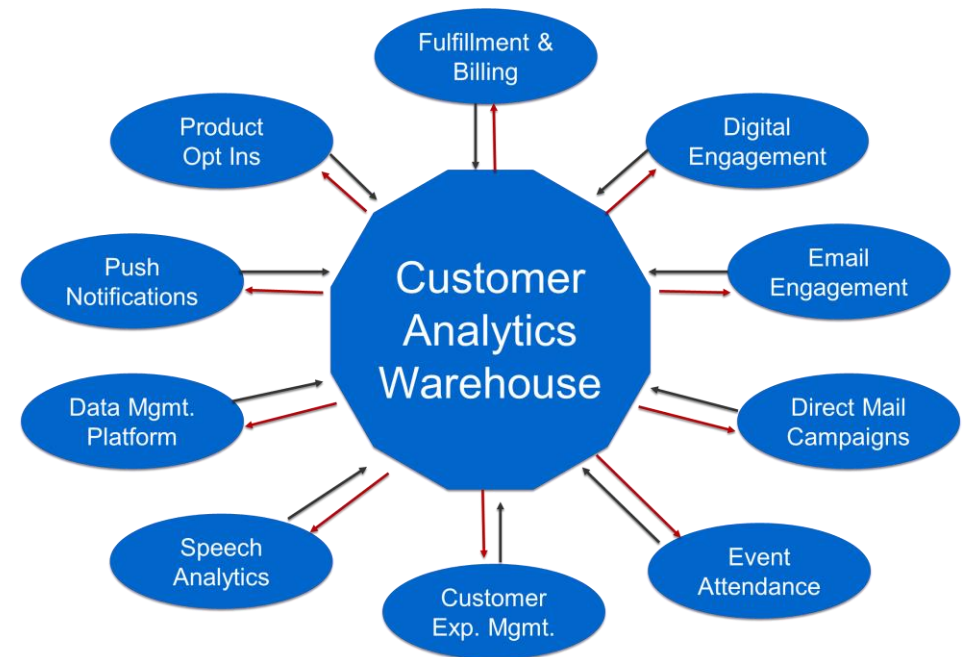 Fulfillment &
Billing
Product
Opt Ins
Digital
Engagement
Push
Notifications
Customer
Analytics
Warehouse
Email
Engagement
Data Mgmt.
Platform
Direct Mail
Campaigns
Speech
Analytics
Event
Attendance
Customer
Exp. Mgmt.